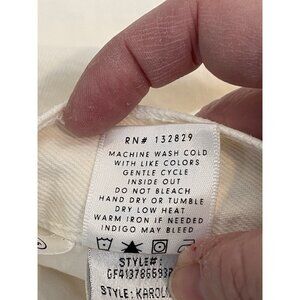 RN# 132829
MACHINE WASH COLD
WITH LIKE COLORS
GENTLE CYCLE
INSIDE OUT
DO NOT BLEACH
HAND DRY OR TUMBLE
DRY LOW HEAT
WARM IRON IF NEEDED
INDIGO MAY BLEED
STYLE#:
STYLE: